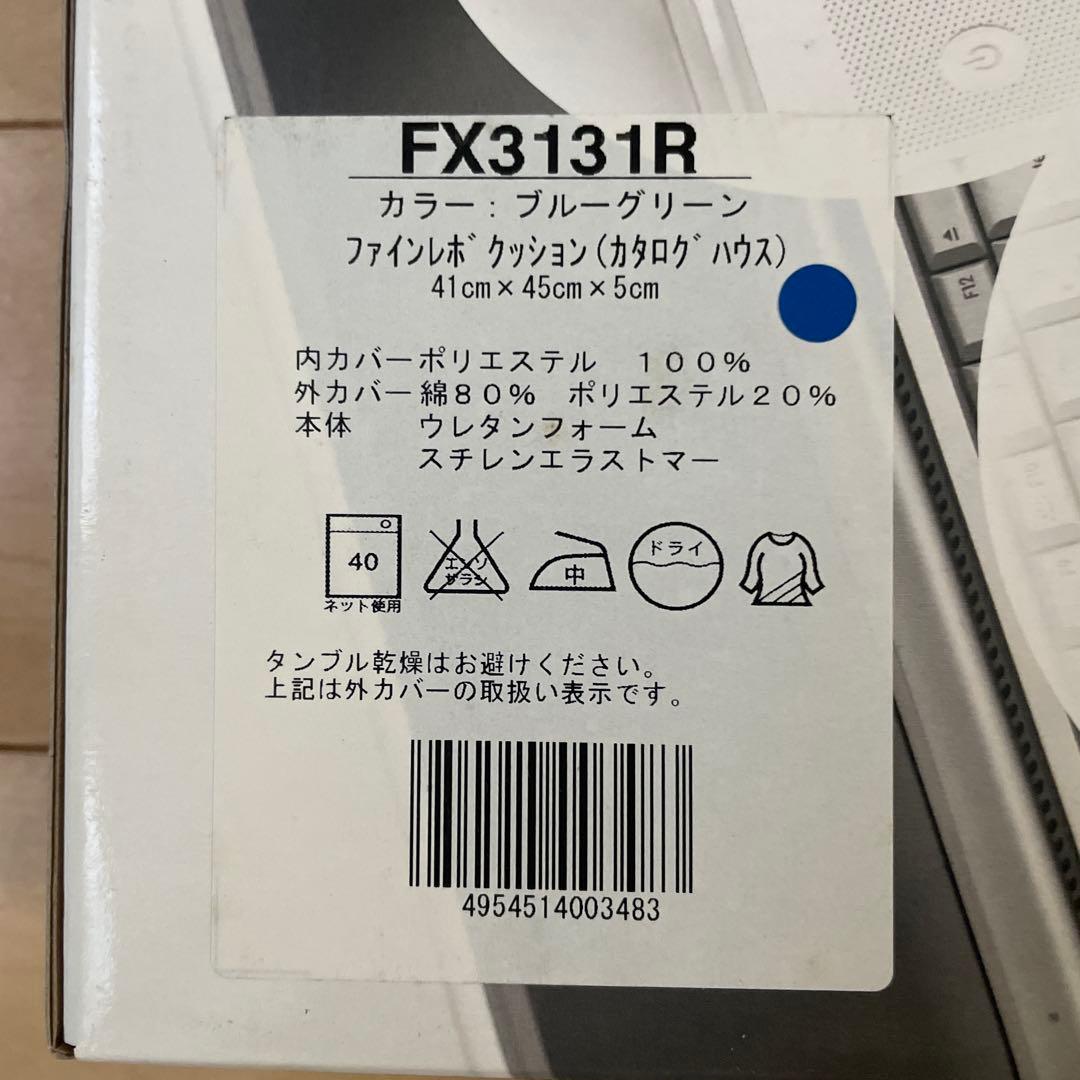 FX3131R
カラー：ブルーグリーン
ﾌｧｲﾝﾚﾎﾞｸｯｼｮﾝ(ｶﾀﾛｸﾞﾊｳｽ)
41cm×45cm×5cm
内カバーポリエステル　１００％
外カバー綿８０％　ポリエステル２０％
本体　ウレタンフォーム
スチレンエラストマー
40
エンソ
サラシ
中
ドライ
ネット使用
タンブル乾燥はお避けください。
上記は外カバーの取扱い表示です。
4954514003483
F12